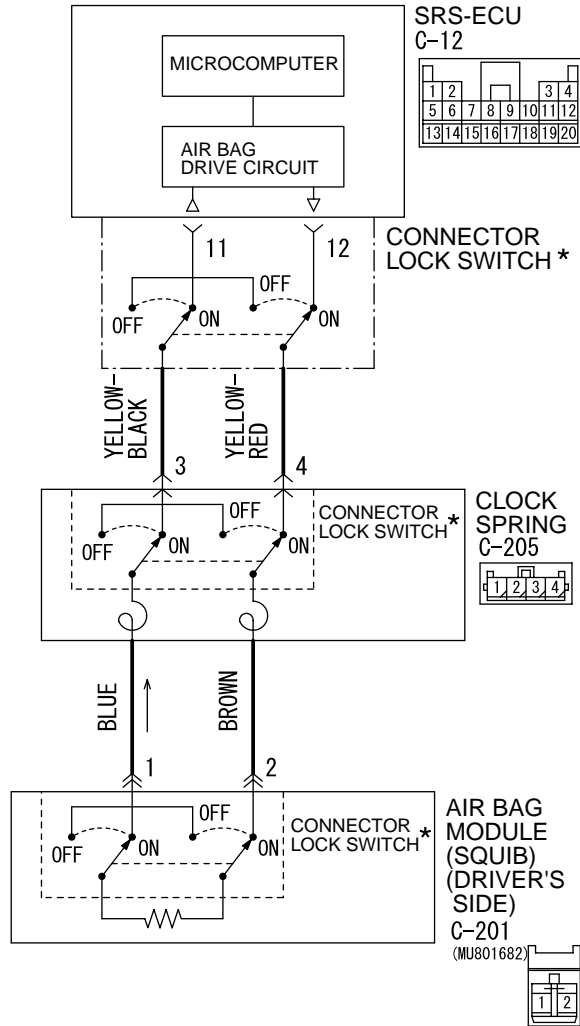 SRS-ECU
C-12
MICROCOMPUTER
AIR BAG
DRIVE CIRCUIT
1 2 3 4
5 6 7 8 9 10 11 12
13 14 15 16 17 18 19 20
11 12
CONNECTOR
LOCK SWITCH *
OFF
OFF ON ON
YELLOW-
BLACK
YELLOW-
RED
3 4
CLOCK
SPRING
C-205
1 2 3 4
CONNECTOR
LOCK SWITCH *
OFF
OFF ON ON
BLUE
BROWN
1 2
AIR BAG
MODULE
(SQUIB)
(DRIVER'S
SIDE)
C-201
(MU801682)
1 2
CONNECTOR
LOCK SWITCH *
OFF
OFF ON ON